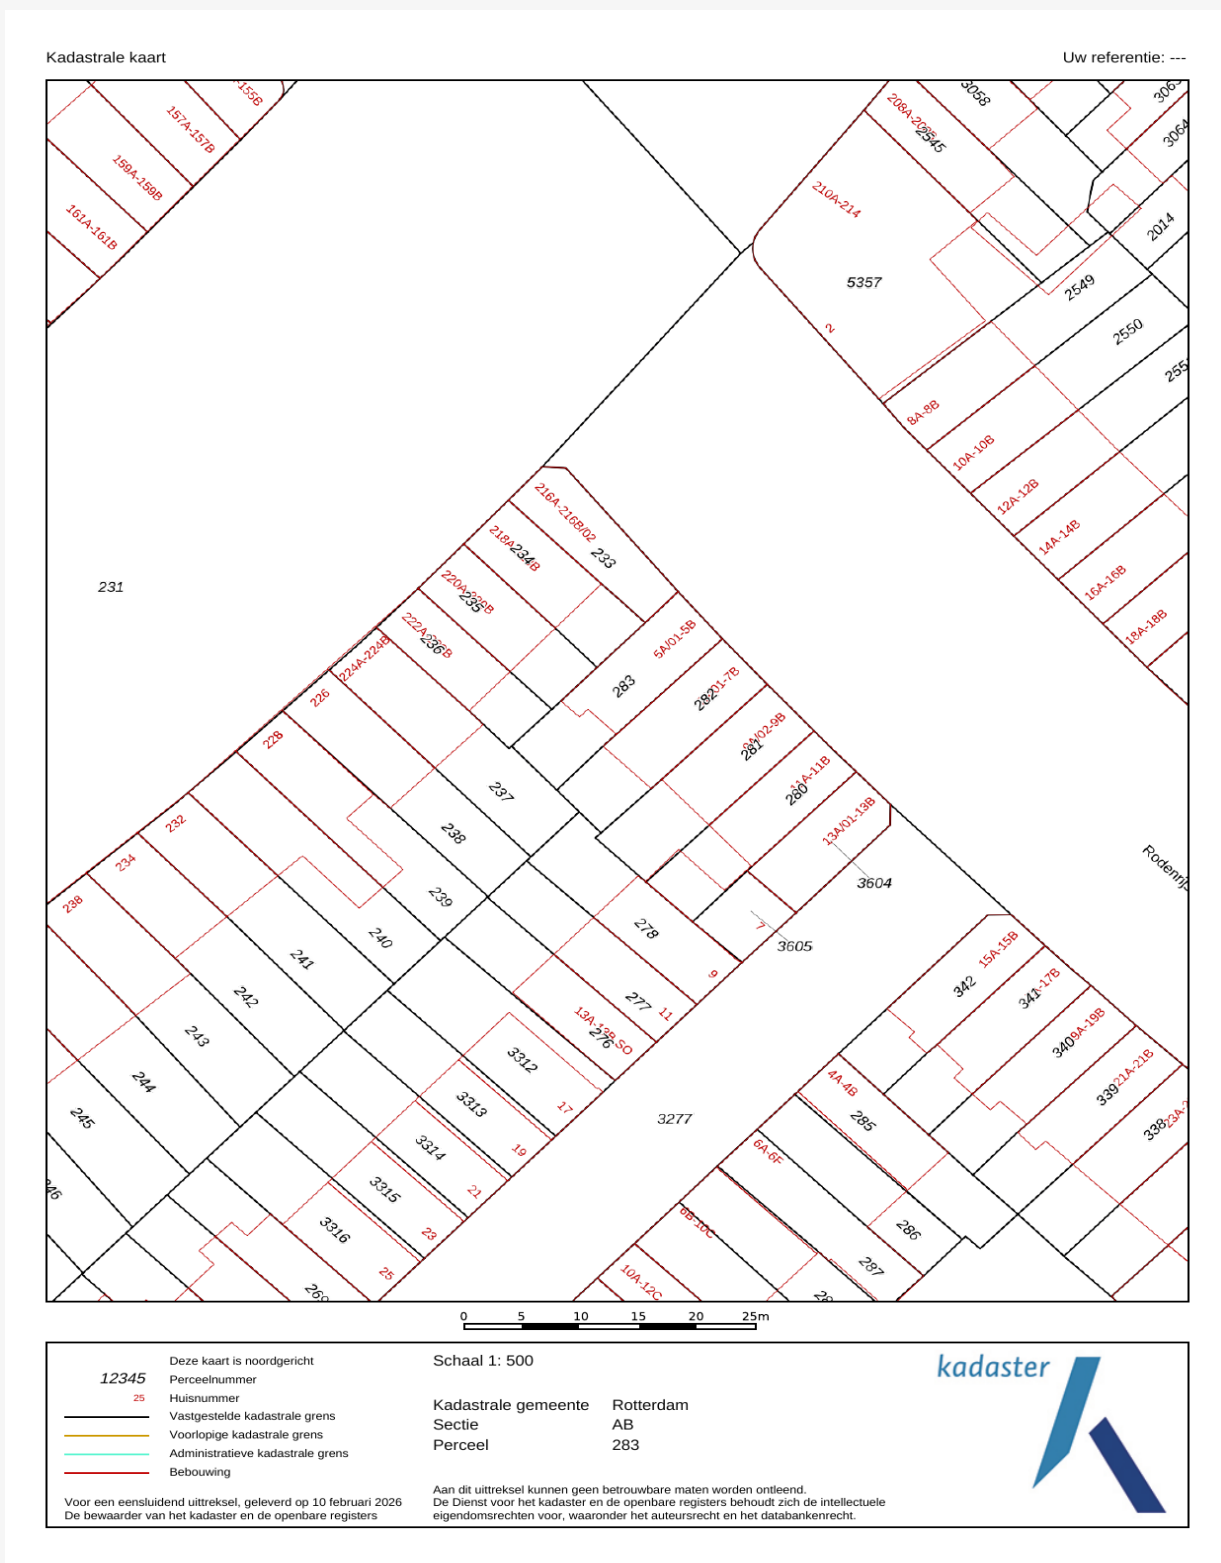 Kadastrale kaart
Uw referentie: ---
157A-157B
159A-159B
161A-161B
3058
3064
2545
210A-214
2014
5357
2
2549
2550
8A-8B
10A-10B
12A-12B
14A-14B
16A-16B
18A-18B
231
216A-216B/02
233
234
235
236
224A-224B
226
228
232
234
238
5A/01-5B
283
282
281
11A-11B
280
13A/01-13B
3604
3605
7
9
11
237
238
239
240
241
242
243
244
245
278
277
276
3312
3313
3314
3315
3316
17
19
21
23
25
3277
342
15A-15B
341
340
339
21A-21B
338
4A-4B
285
6A-6F
286
287
6B-10C
10A-12C
0 5 10 15 20 25m
12345
25
Deze kaart is noordgericht
Perceelnummer
Huisnummer
Vastgestelde kadastrale grens
Voorlopige kadastrale grens
Administratieve kadastrale grens
Bebouwing
Voor een eensluidend uittreksel, geleverd op 10 februari 2026
De bewaarder van het kadaster en de openbare registers
Schaal 1: 500
Kadastrale gemeente Rotterdam
Sectie AB
Perceel 283
Aan dit uittreksel kunnen geen betrouwbare maten worden ontleend.
De Dienst voor het kadaster en de openbare registers behoudt zich de intellectuele
eigendomsrechten voor, waaronder het auteursrecht en het databankenrecht.
kadaster